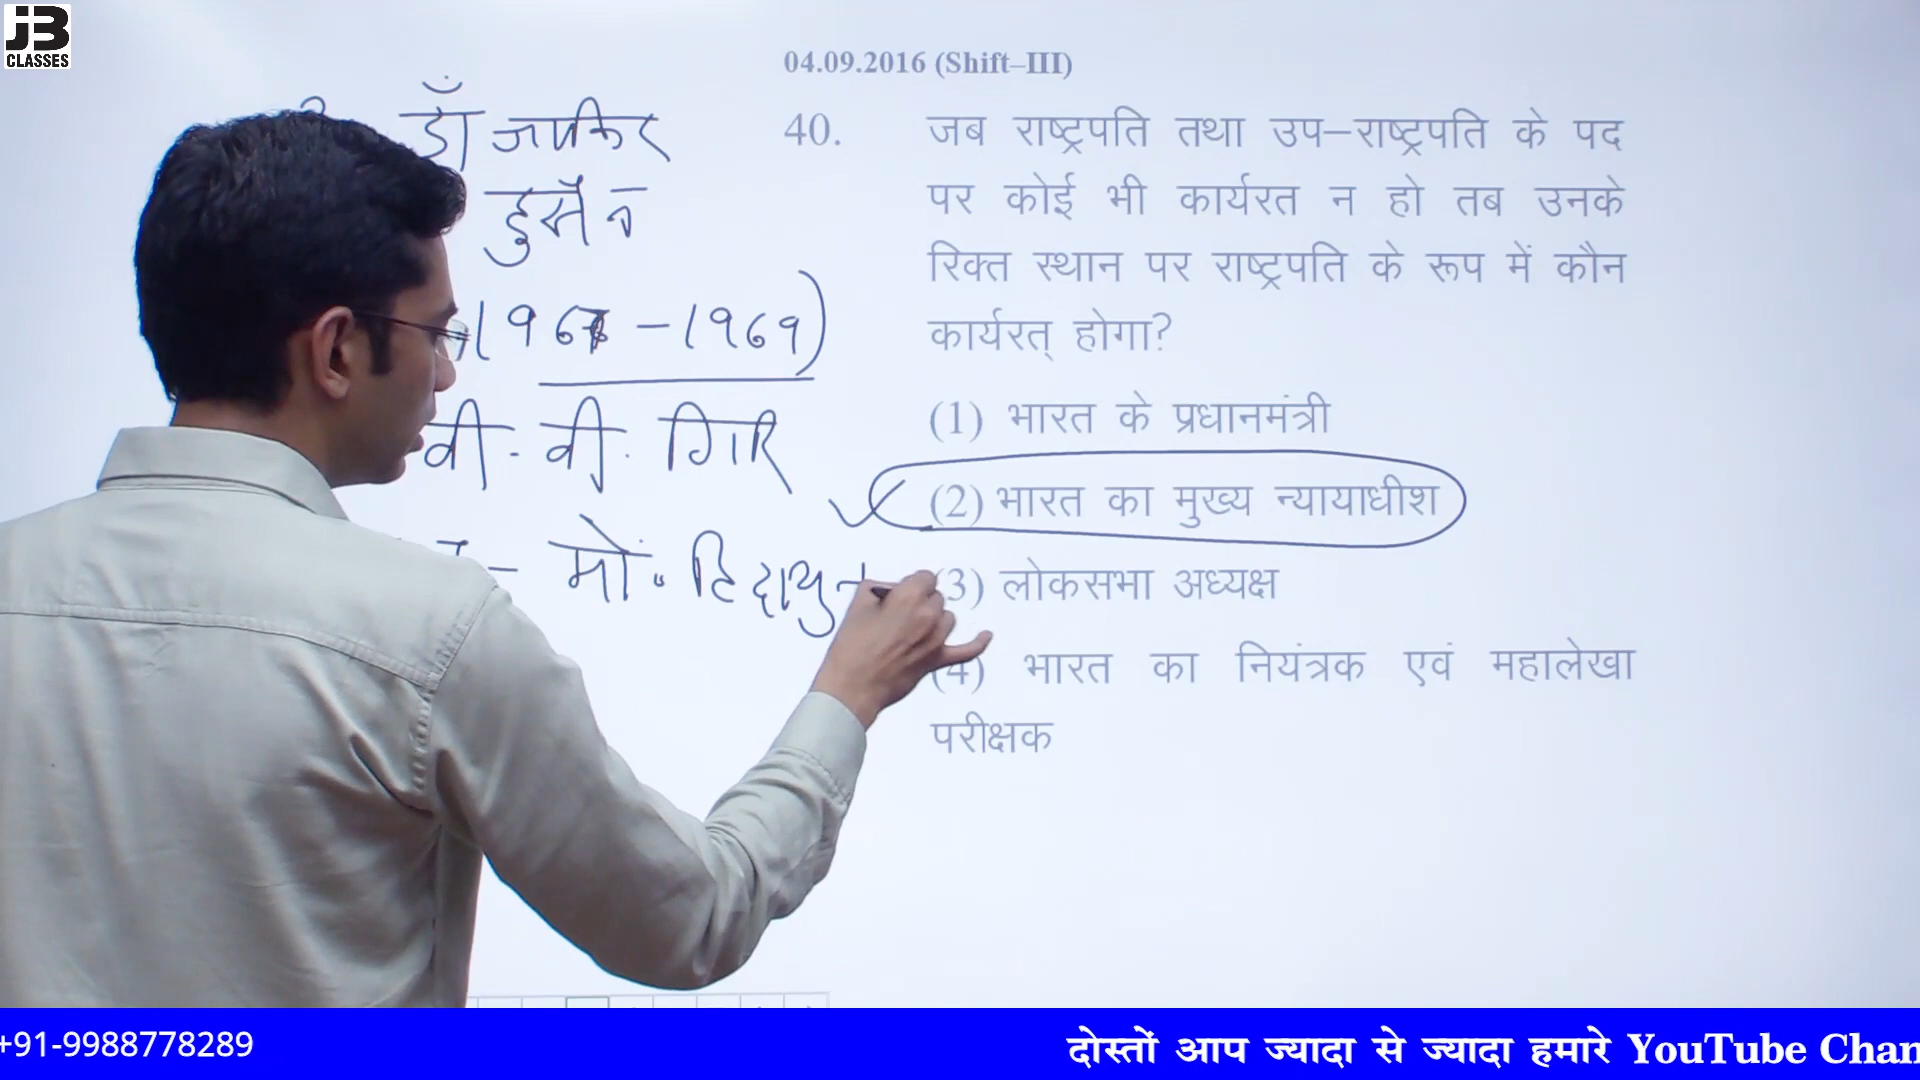 JB
CLASSES
04.09.2016 (Shift–III)
डॉ जाकिर
हुसैन
1967 – 1969)
वी. वी. गिरि
– मो. हिदायुत
40. जब राष्ट्रपति तथा उप–राष्ट्रपति के पद
पर कोई भी कार्यरत न हो तब उनके
रिक्त स्थान पर राष्ट्रपति के रूप में कौन
कार्यरत् होगा?
(1) भारत के प्रधानमंत्री
(2) भारत का मुख्य न्यायाधीश
(3) लोकसभा अध्यक्ष
(4) भारत का नियंत्रक एवं महालेखा
परीक्षक
+91-9988778289
दोस्तों आप ज्यादा से ज्यादा हमारे YouTube Chan